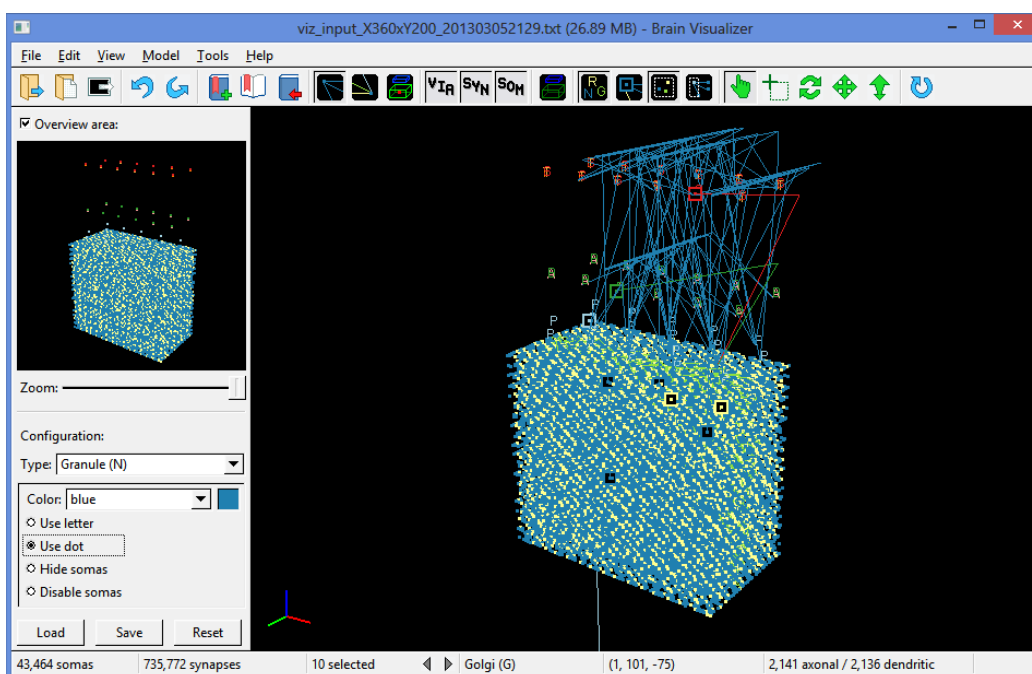 viz_input_X360xY200_201303052129.txt (26.89 MB) - Brain Visualizer
File Edit View Model Tools Help
VIA SYN SOM RNG
Overview area:
Zoom:
Configuration:
Type: Granule (N)
Color: blue
Use letter
Use dot
Hide somas
Disable somas
Load Save Reset
P
P
P
P
P
P
43,464 somas 735,772 synapses 10 selected Golgi (G) (1, 101, -75) 2,141 axonal / 2,136 dendritic